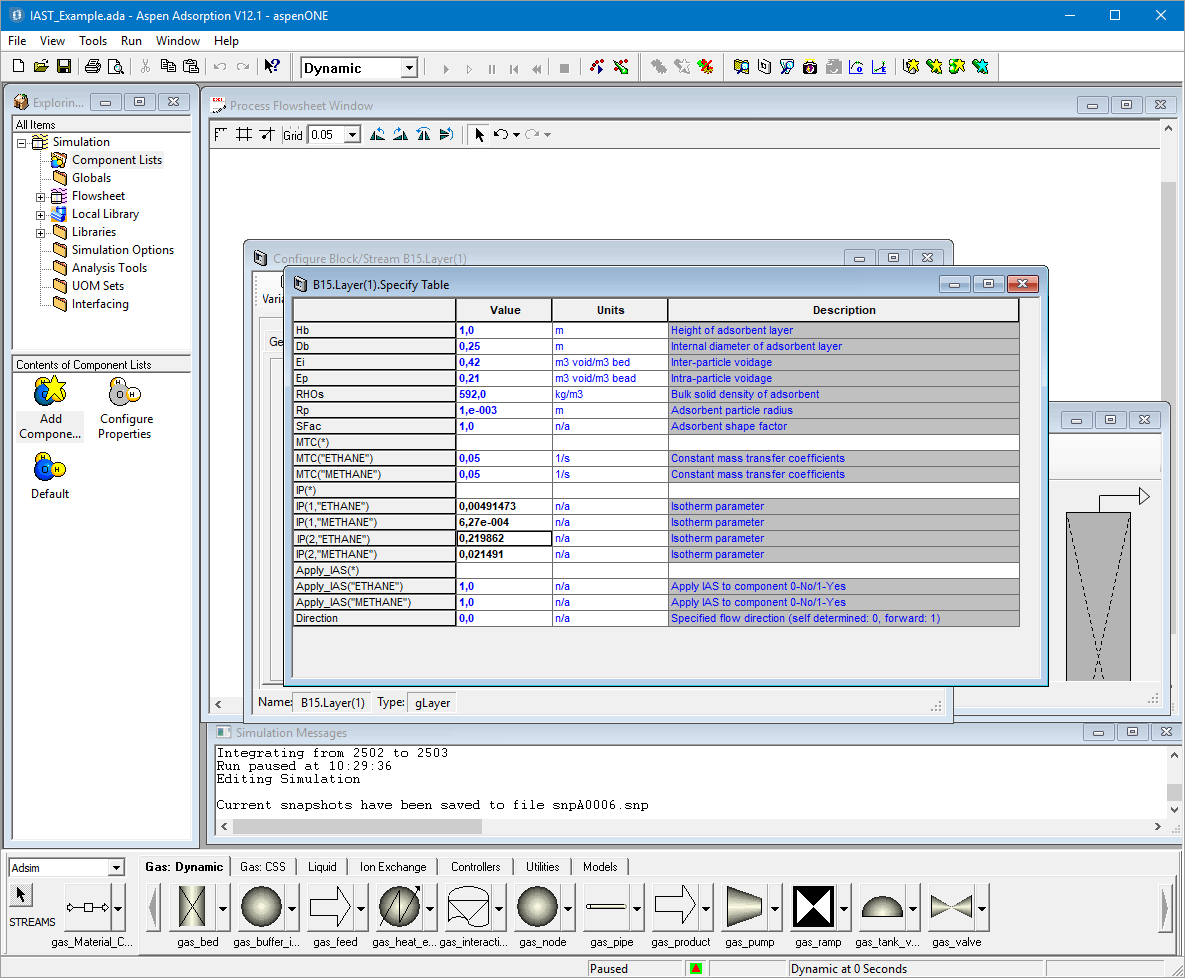 IAST_Example.ada - Aspen Adsorption V12.1 - aspenONE
File View Tools Run Window Help
Dynamic
Explorin...
All Items
Simulation
Component Lists
Globals
Flowsheet
Local Library
Libraries
Simulation Options
Analysis Tools
UOM Sets
Interfacing
Contents of Component Lists
Add Compone...
Configure Properties
Default
Process Flowsheet Window
Grid 0.05
Configure Block/Stream B15.Layer(1)
B15.Layer(1).Specify Table
Value Units Description
Hb 1,0 m Height of adsorbent layer
Db 0,25 m Internal diameter of adsorbent layer
Ei 0,42 m3 void/m3 bed Inter-particle voidage
Ep 0,21 m3 void/m3 bead Intra-particle voidage
RHOs 592,0 kg/m3 Bulk solid density of adsorbent
Rp 1,e-003 m Adsorbent particle radius
SFac 1,0 n/a Adsorbent shape factor
MTC(*)
MTC("ETHANE") 0,05 1/s Constant mass transfer coefficients
MTC("METHANE") 0,05 1/s Constant mass transfer coefficients
IP(*)
IP(1,"ETHANE") 0,00491473 n/a Isotherm parameter
IP(1,"METHANE") 6,27e-004 n/a Isotherm parameter
IP(2,"ETHANE") 0,219862 n/a Isotherm parameter
IP(2,"METHANE") 0,021491 n/a Isotherm parameter
Apply_IAS(*)
Apply_IAS("ETHANE") 1,0 n/a Apply IAS to component 0-No/1-Yes
Apply_IAS("METHANE") 1,0 n/a Apply IAS to component 0-No/1-Yes
Direction 0,0 n/a Specified flow direction (self determined: 0, forward: 1)
Name: B15.Layer(1) Type: gLayer
Simulation Messages
Integrating from 2502 to 2503
Run paused at 10:29:36
Editing Simulation
Current snapshots have been saved to file snpA0006.snp
Adsim
Gas: Dynamic Gas: CSS Liquid Ion Exchange Controllers Utilities Models
STREAMS
gas_Material_C... gas_bed gas_buffer_i... gas_feed gas_heat_e... gas_interacti... gas_node gas_pipe gas_product gas_pump gas_ramp gas_tank_v... gas_valve
Paused Dynamic at 0 Seconds